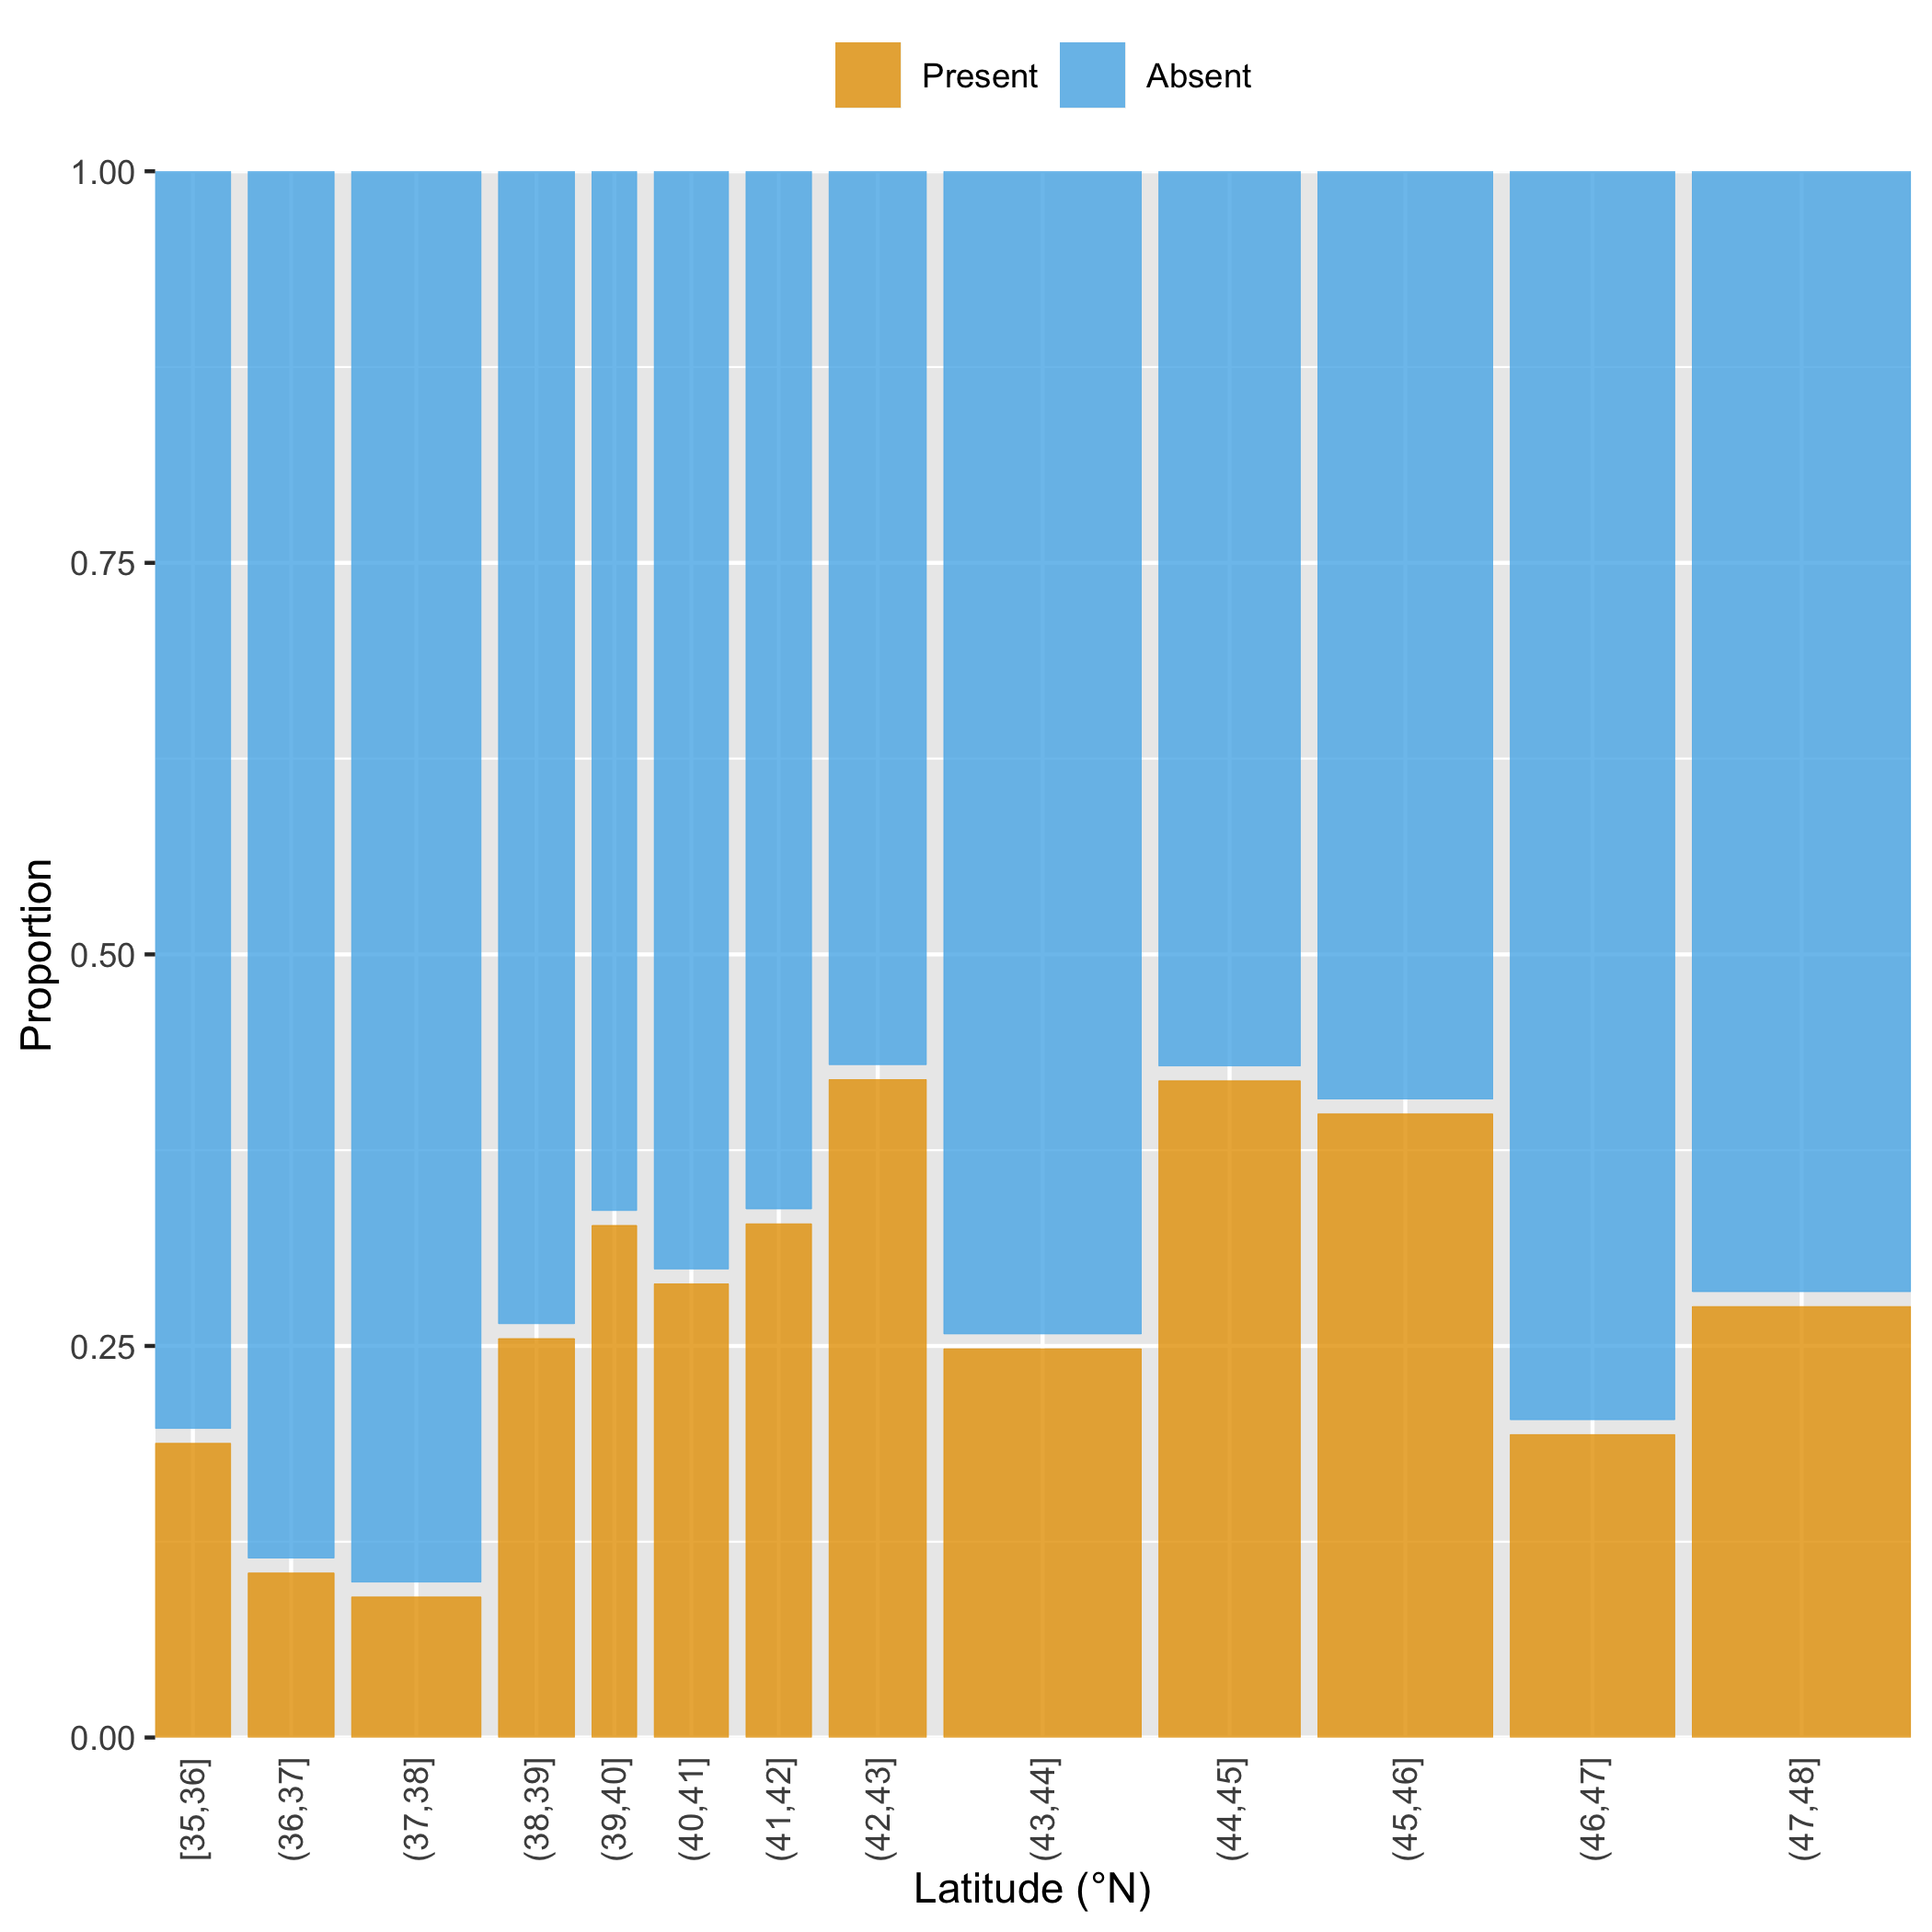 Present Absent
1.00
0.75
0.50
0.25
0.00
Proportion
[35,36] (36,37] (37,38] (38,39] (39,40] (40,41] (41,42] (42,43] (43,44] (44,45] (45,46] (46,47] (47,48]
Latitude (°N)